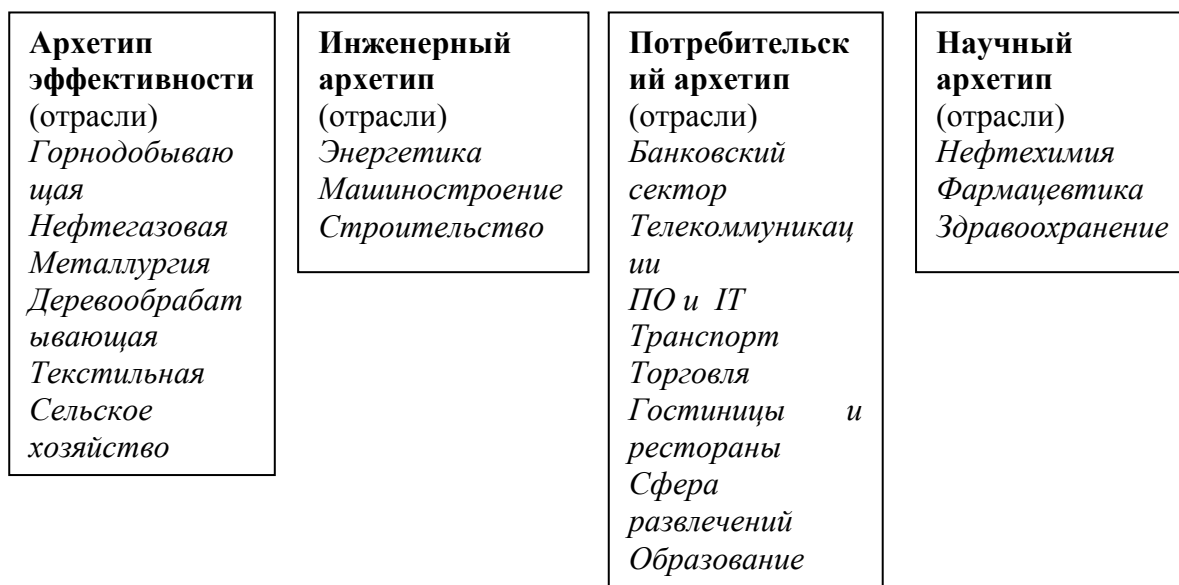 Архетип
эффективности
(отрасли)
Горнодобываю
щая
Нефтегазовая
Металлургия
Деревообрабат
ывающая
Текстильная
Сельское
хозяйство
Инженерный
архетип
(отрасли)
Энергетика
Машиностроение
Строительство
Потребительск
ий архетип
(отрасли)
Банковский
сектор
Телекоммуникац
ии
ПО и IT
Транспорт
Торговля
Гостиницы и
рестораны
Сфера
развлечений
Образование
Научный
архетип
(отрасли)
Нефтехимия
Фармацевтика
Здравоохранение